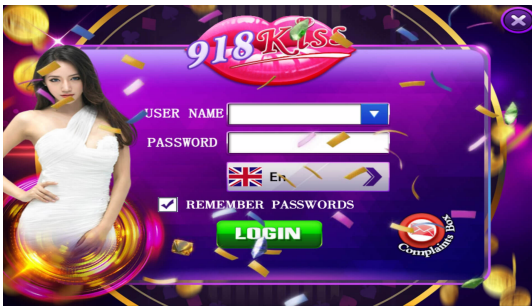 918Kiss
USER NAME
PASSWORD
En
REMEMBER PASSWORDS
LOGIN
Complaints Box